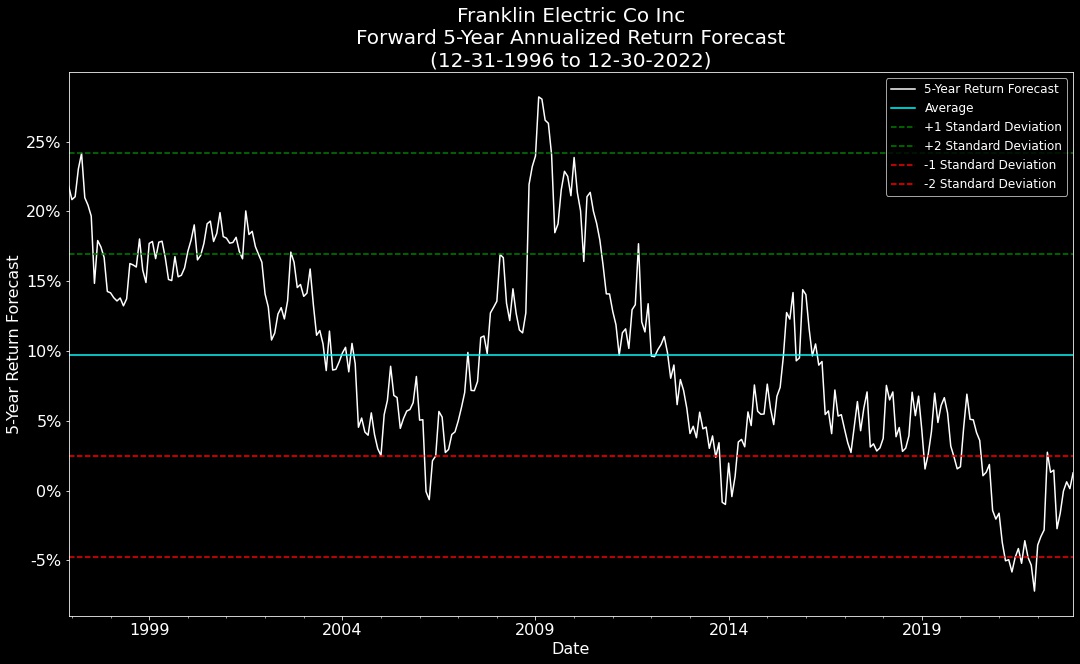 Franklin Electric Co Inc
Forward 5-Year Annualized Return Forecast
(12-31-1996 to 12-30-2022)
5-Year Return Forecast
Average
+1 Standard Deviation
+2 Standard Deviation
-1 Standard Deviation
-2 Standard Deviation
5-Year Return Forecast
25%
20%
15%
10%
5%
0%
-5%
1999
2004
2009
2014
2019
Date